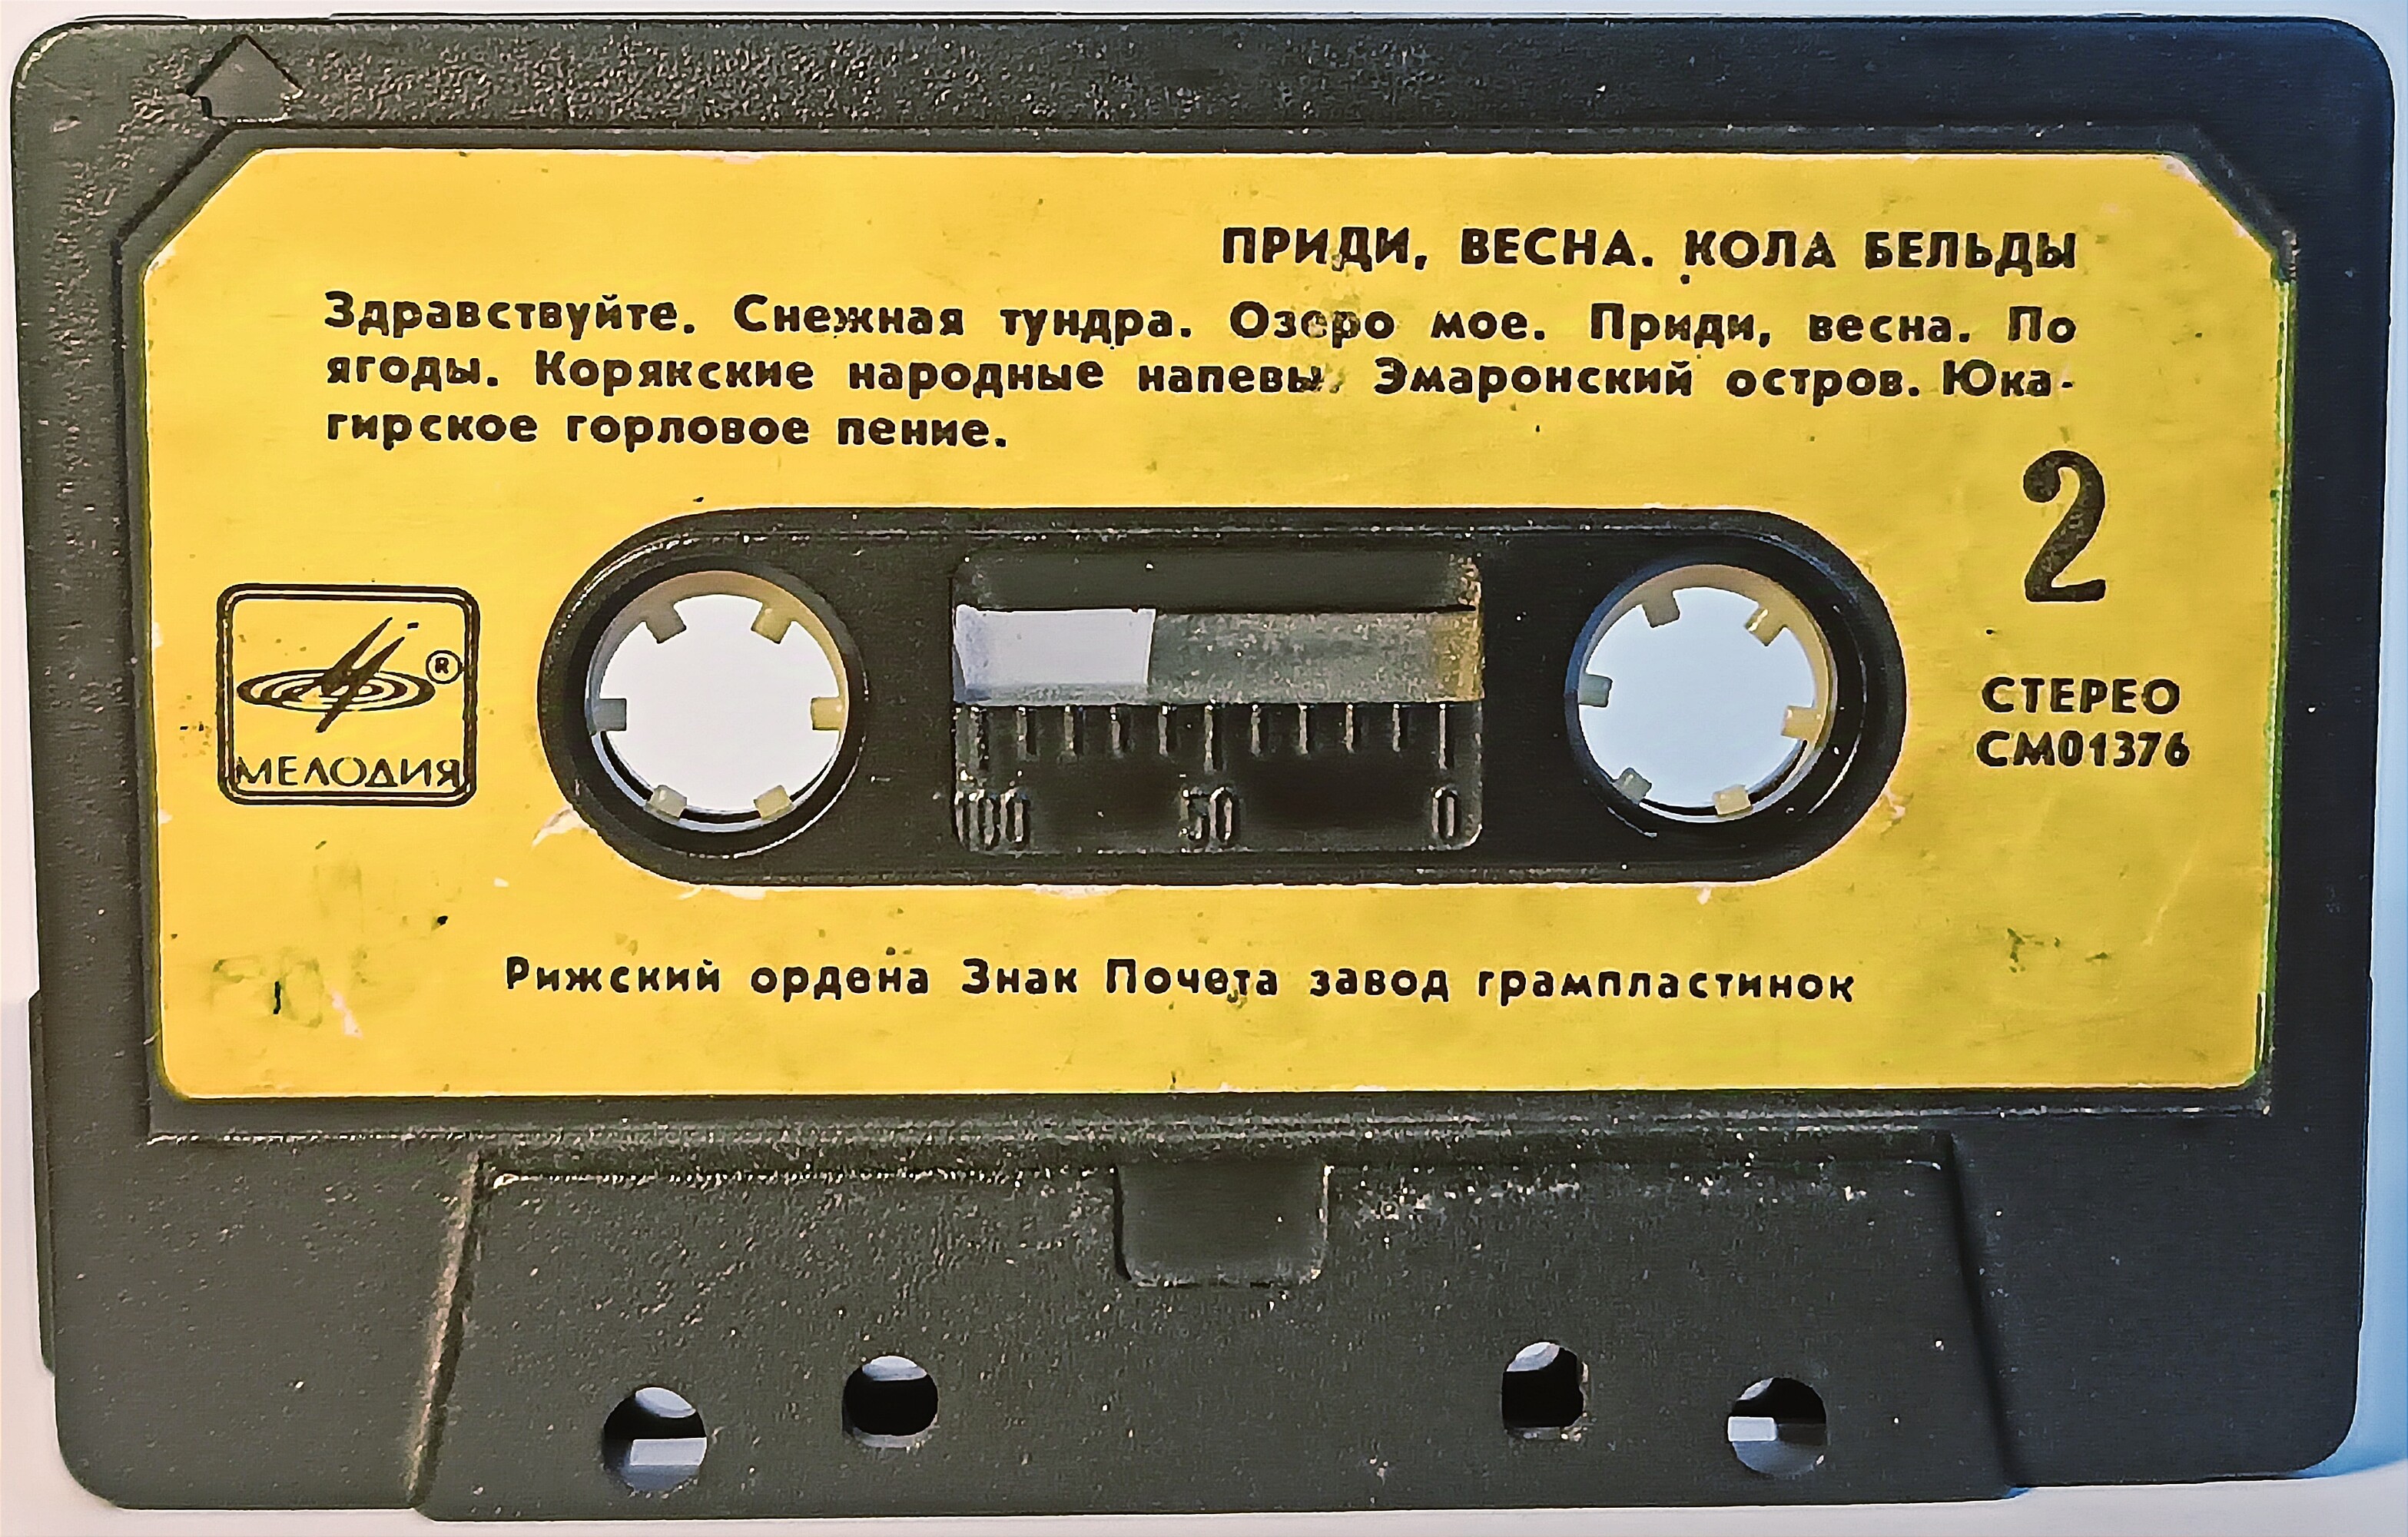 ПРИДИ, ВЕСНА. КОЛА БЕЛЬДЫ
Здравствуйте. Снежная тундра. Озеро мое. Приди, весна. По
ягоды. Корякские народные напевы. Эмаронский остров. Юка-
гирское горловое пение.
2
®
МЕЛОДИЯ
СТЕРЕО
СМ01376
100 50 0
Рижский ордена Знак Почета завод грампластинок